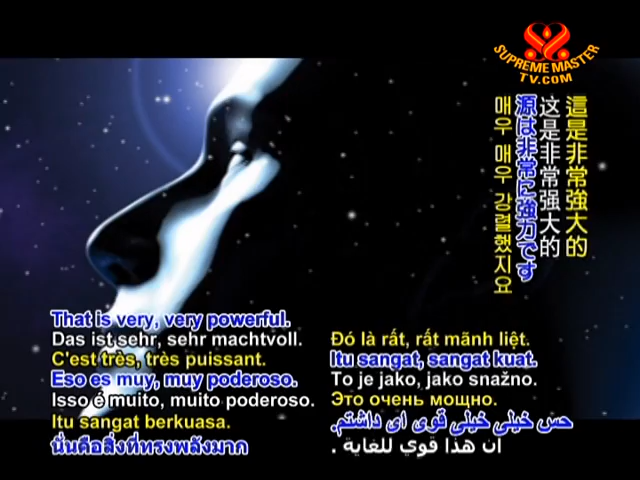 SUPREME MASTER
TV.COM
這是非常強大的
这是非常强大的
源は非常に強力です
매우 매우 강렬했지요
That is very, very powerful.
Das ist sehr, sehr machtvoll.
C'est très, très puissant.
Eso es muy, muy poderoso.
Isso é muito, muito poderoso.
Itu sangat berkuasa.
นั่นคือสิ่งที่ทรงพลังมาก
Đó là rất, rất mãnh liệt.
Itu sangat, sangat kuat.
To je jako, jako snažno.
Это очень мощно.
حس خیلی خیلی قوی ای داشتم.
ان هذا قوي للغاية .